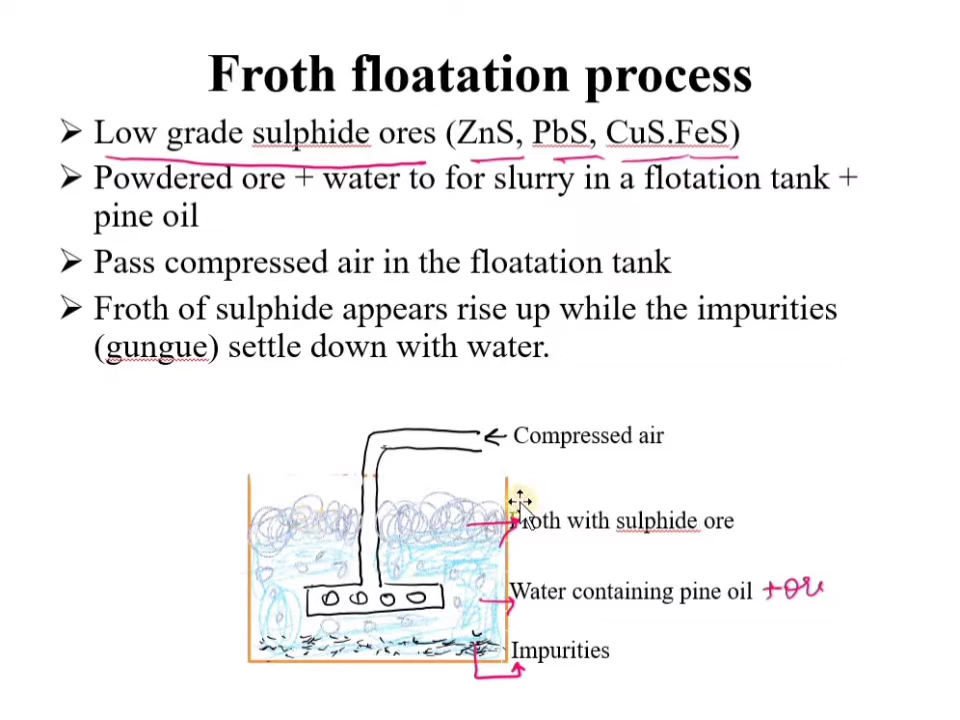 Froth floatation process
➢ Low grade sulphide ores (ZnS, PbS, CuS.FeS)
➢ Powdered ore + water to for slurry in a flotation tank +
pine oil
➢ Pass compressed air in the floatation tank
➢ Froth of sulphide appears rise up while the impurities
(gungue) settle down with water.
Compressed air
Froth with sulphide ore
Water containing pine oil +ore
Impurities